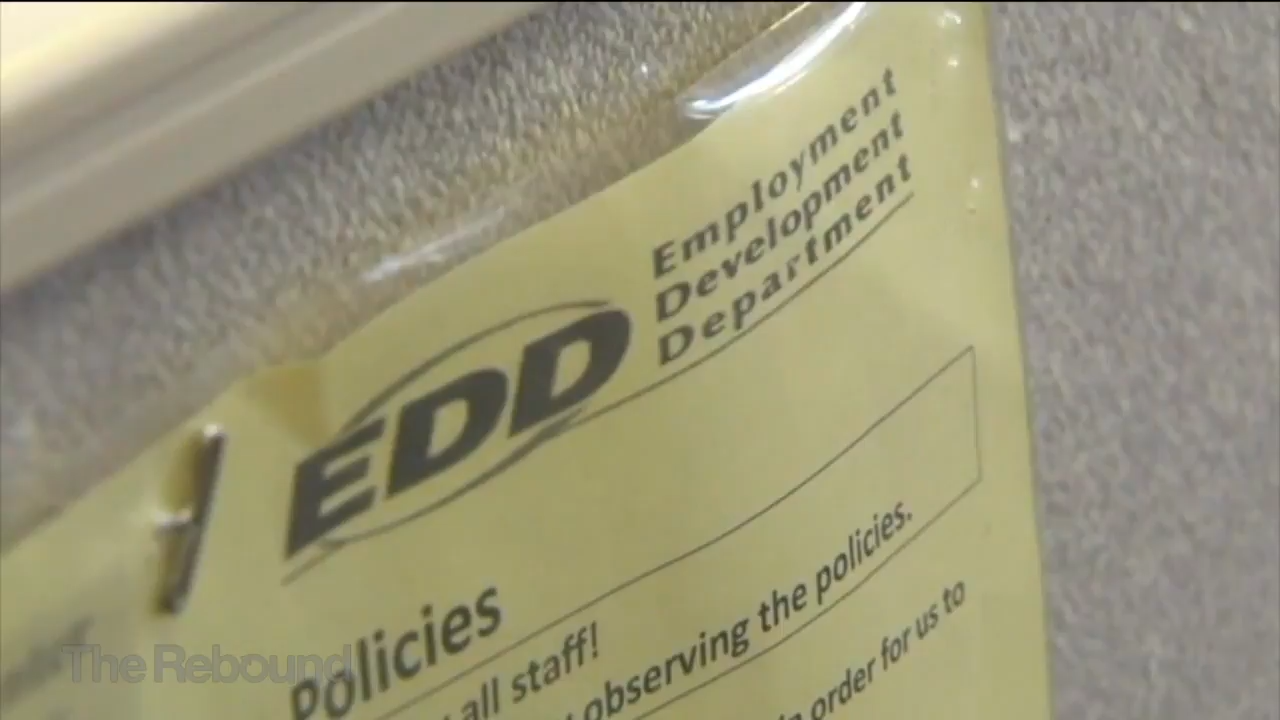 Employment
Development
Department
EDD
Policies
all staff!
observing the policies.
order for us to
The Rebound